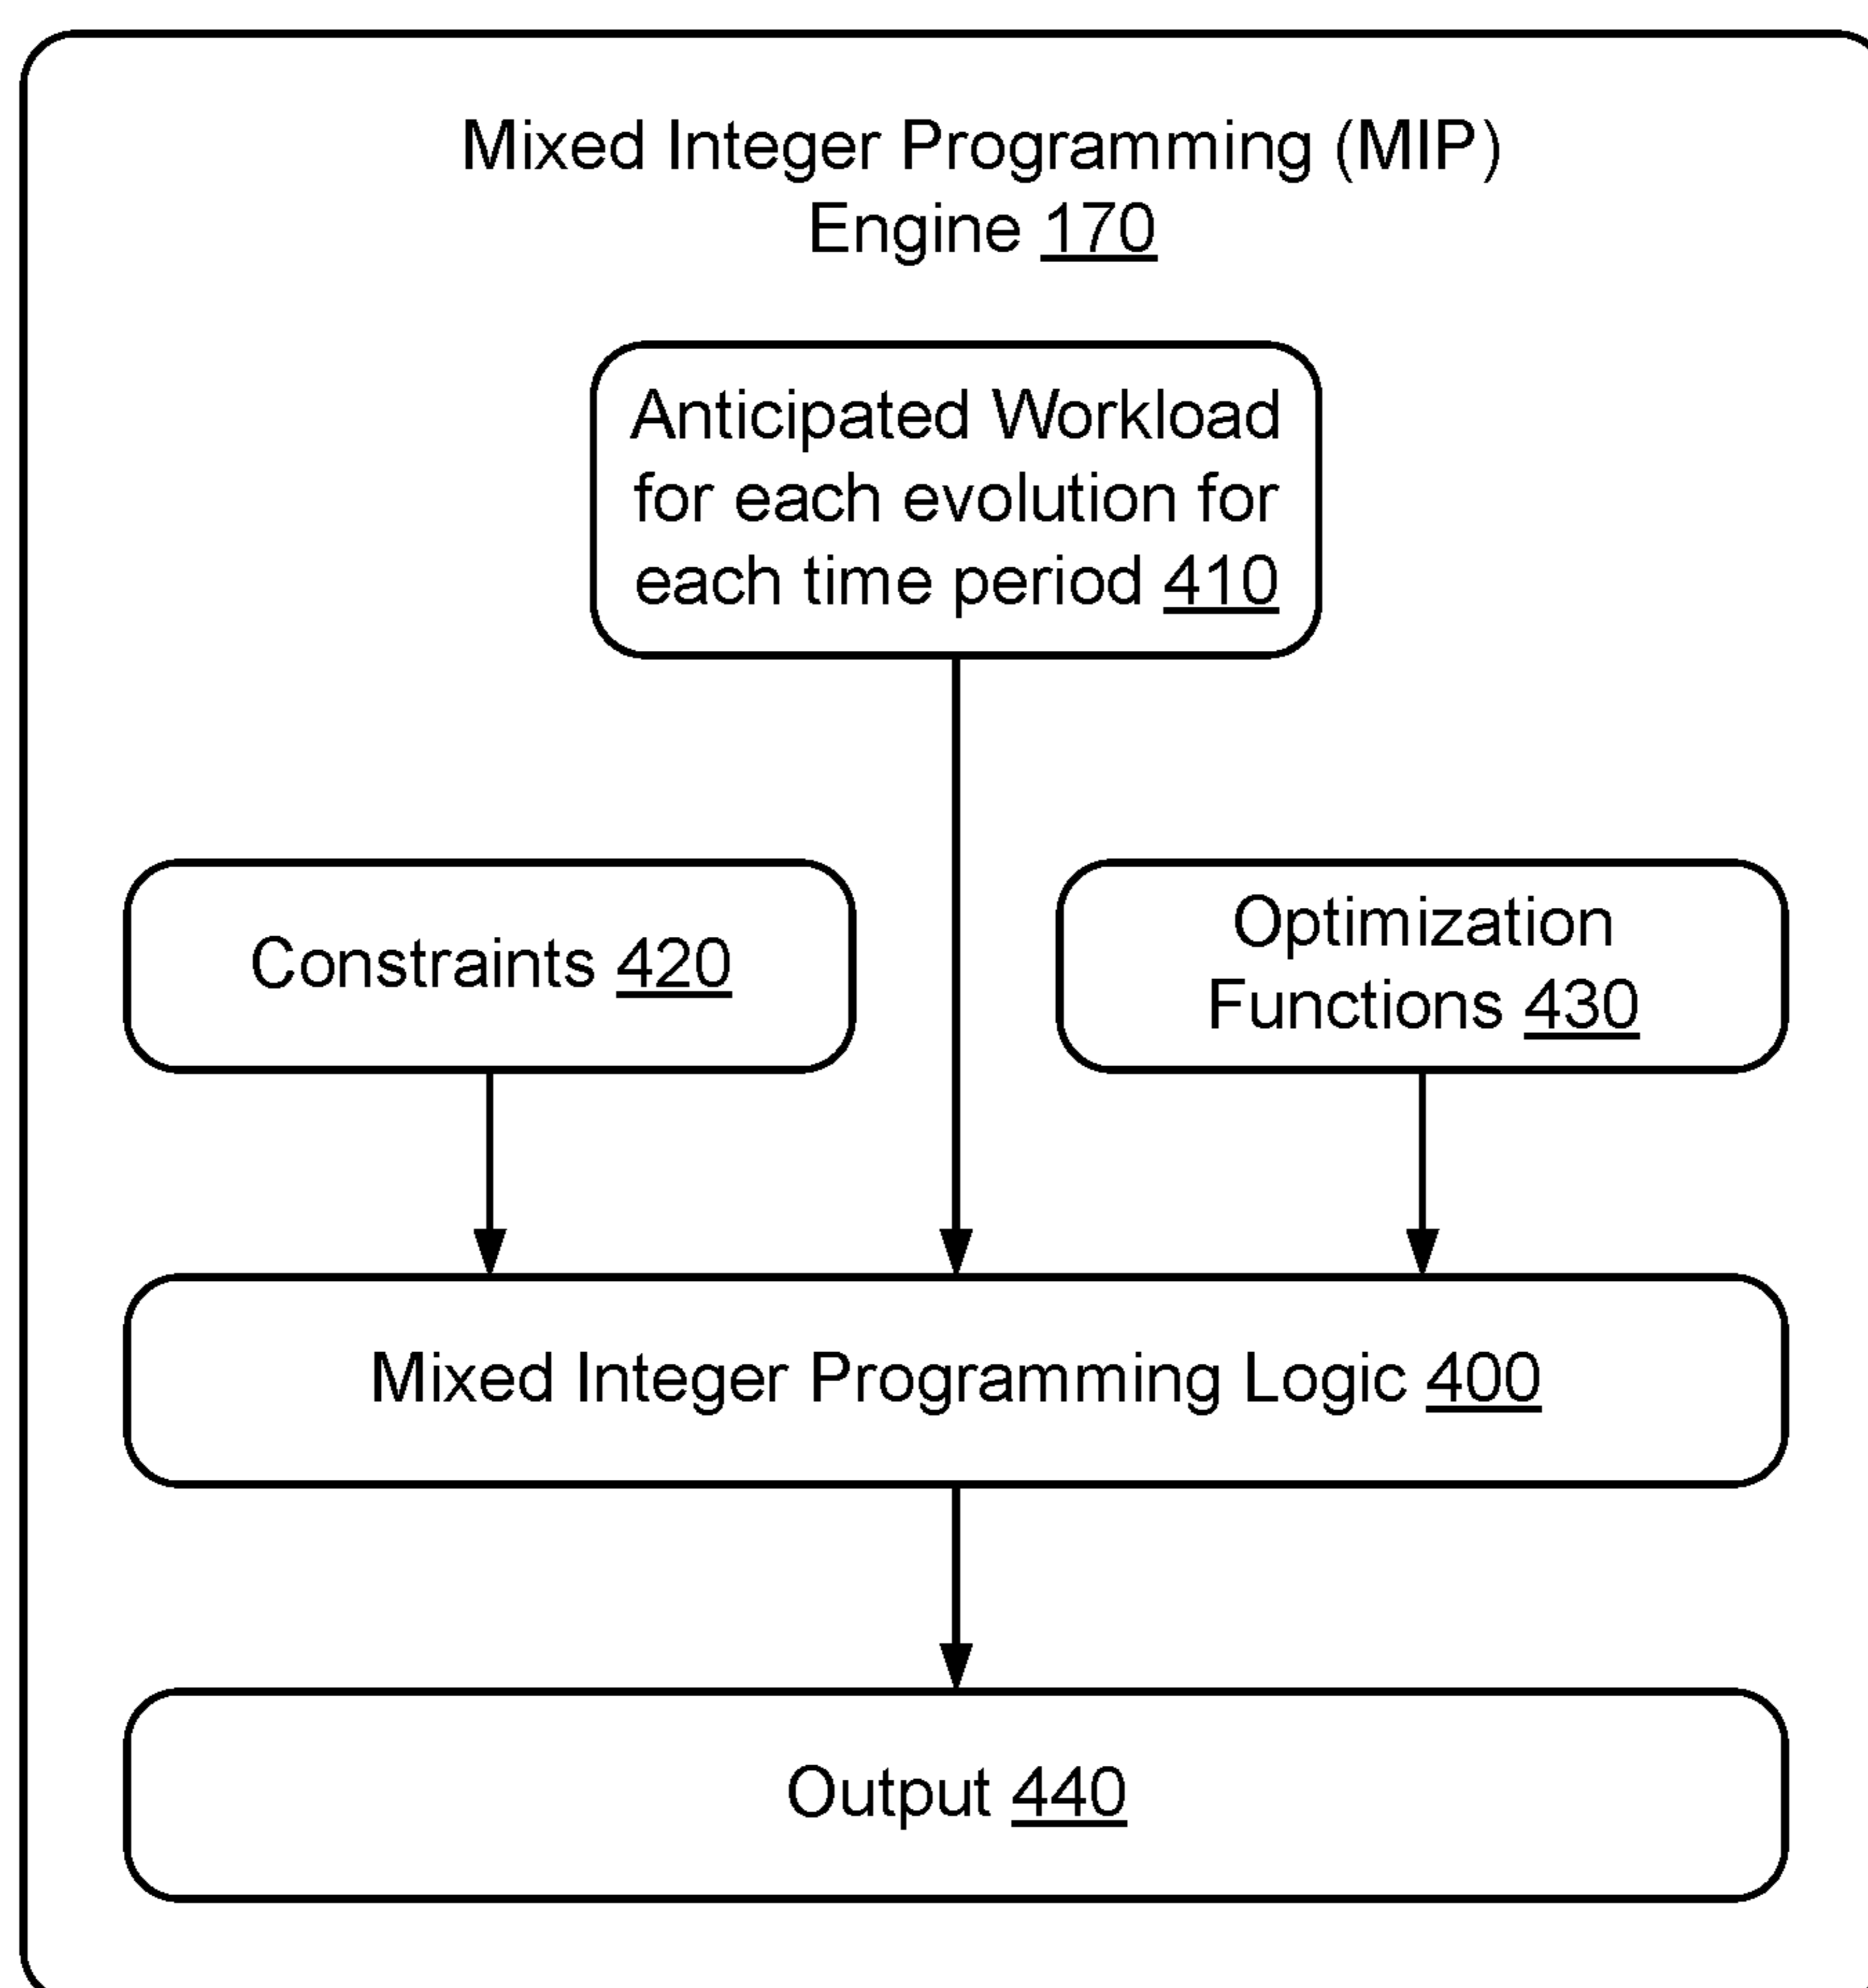 Mixed Integer Programming (MIP)
Engine 170
Anticipated Workload
for each evolution for
each time period 410
Constraints 420
Optimization
Functions 430
Mixed Integer Programming Logic 400
Output 440